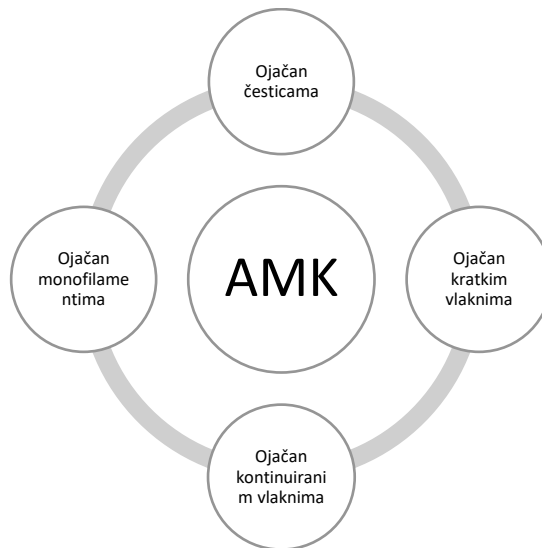 Ojačan
česticama
Ojačan
monofilame
ntima
AMK
Ojačan
kratkim
vlaknima
Ojačan
kontinuirani
m vlaknima